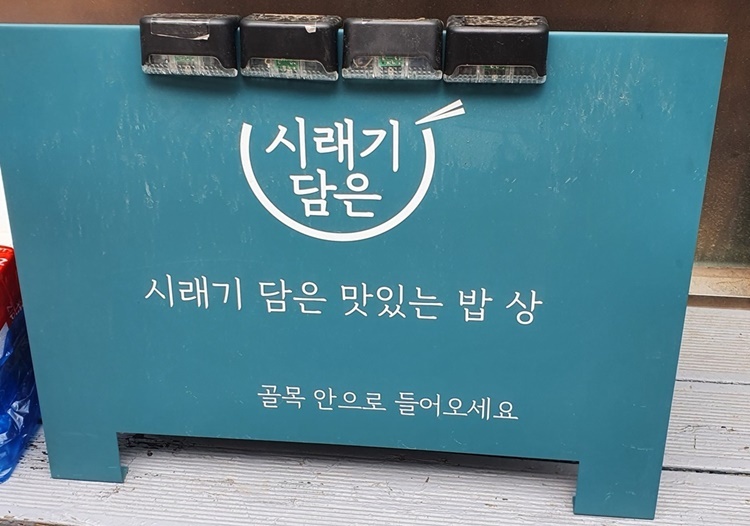 시래기
담은
시래기 담은 맛있는 밥 상
골목 안으로 들어오세요